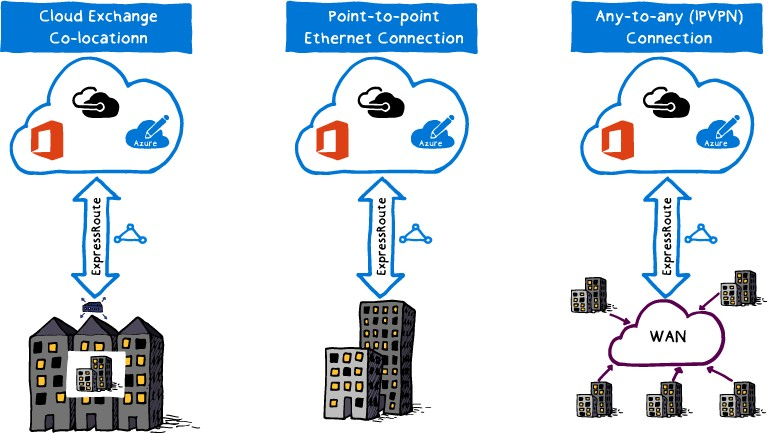 Cloud Exchange
Co-locationn
Azure
ExpressRoute
Point-to-point
Ethernet Connection
Azure
ExpressRoute
Any-to-any (IPVPN)
Connection
Azure
ExpressRoute
WAN